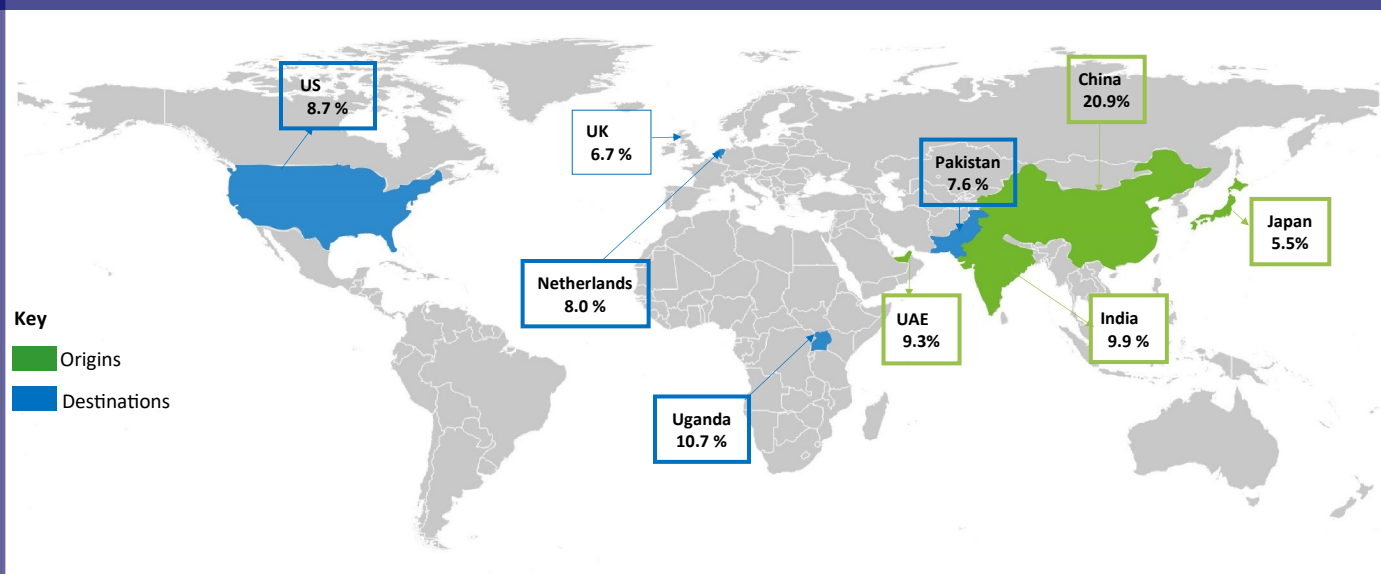 US
8.7 %
UK
6.7 %
China
20.9%
Pakistan
7.6 %
Japan
5.5%
Netherlands
8.0 %
UAE
9.3%
India
9.9 %
Key
Origins
Destinations
Uganda
10.7 %